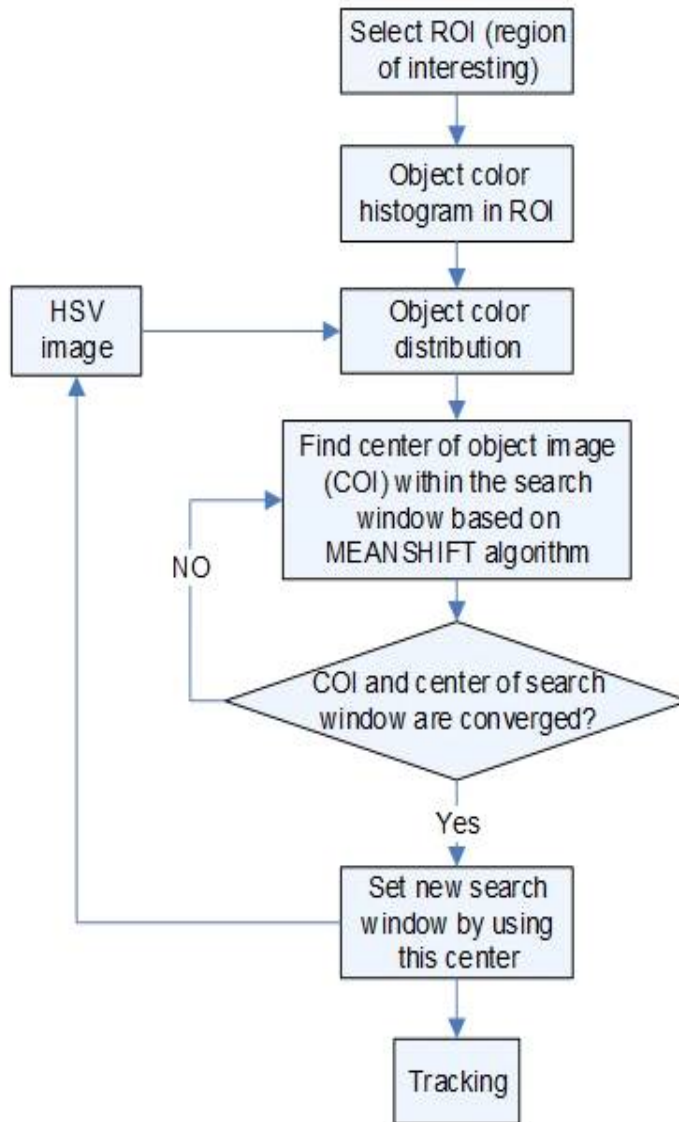 Select ROI (region
of interesting)
Object color
histogram in ROI
HSV
image
Object color
distribution
Find center of object image
(COI) within the search
window based on
MEANSHIFT algorithm
NO
COI and center of search
window are converged?
Yes
Set new search
window by using
this center
Tracking